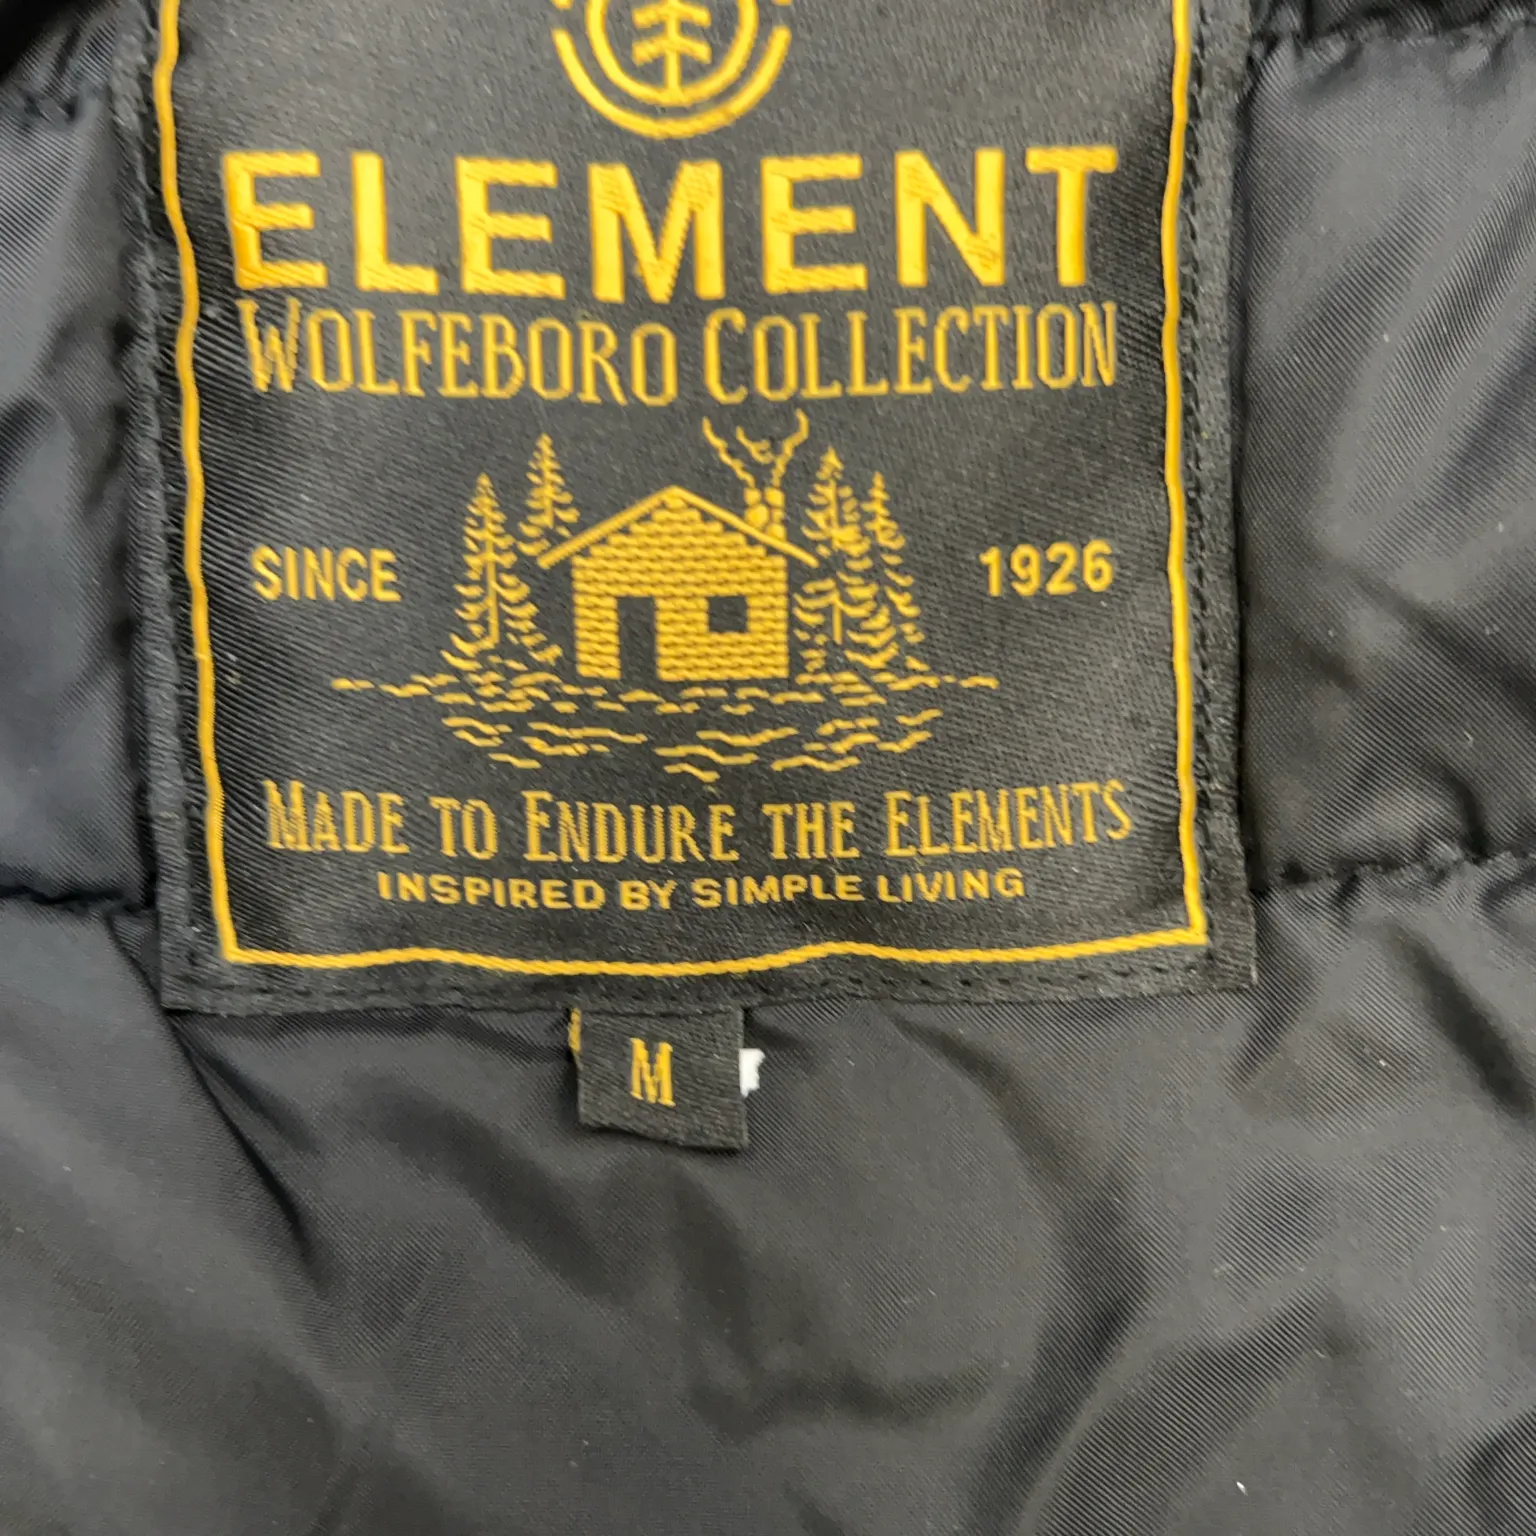 ELEMENT
WOLFEBORO COLLECTION
SINCE 1926
MADE TO ENDURE THE ELEMENTS
INSPIRED BY SIMPLE LIVING
M